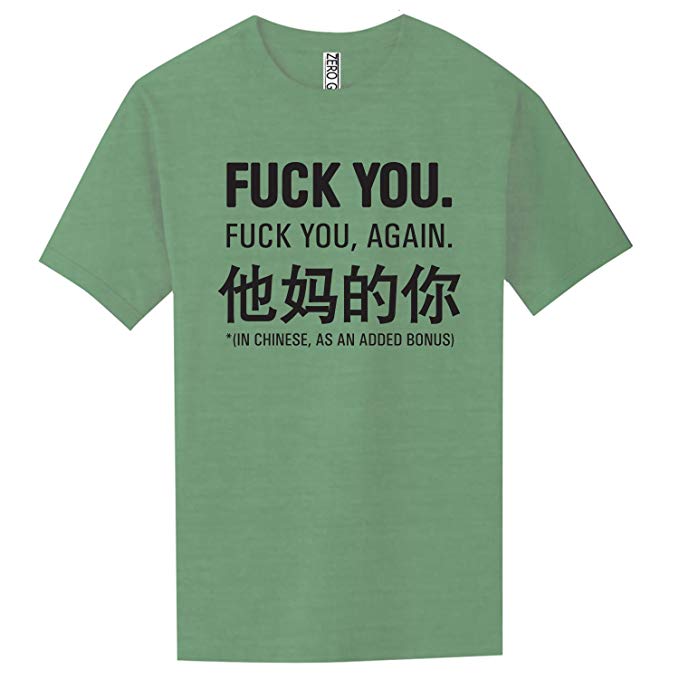 ZERO G
FUCK YOU.
FUCK YOU, AGAIN.
他妈的你
*(IN CHINESE, AS AN ADDED BONUS)